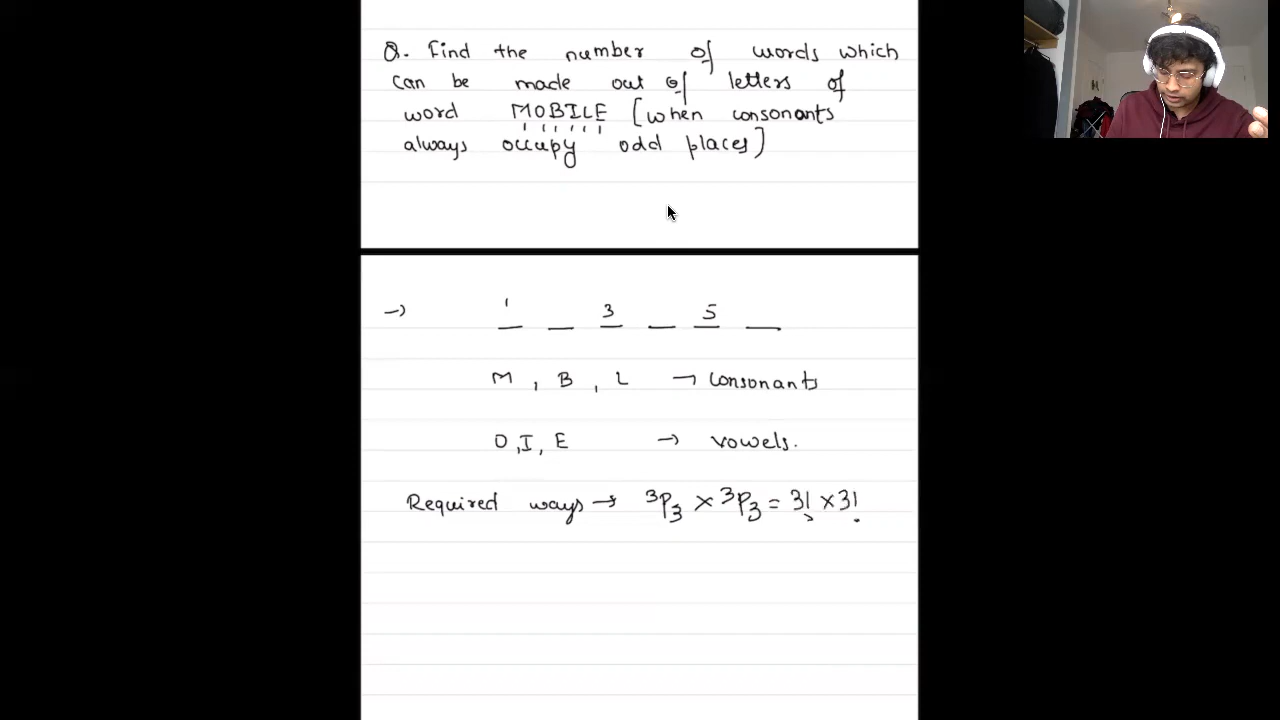 Q. Find the number of words which
can be made out of letters of
word MOBILE [when consonants
always occupy odd places]
→ 1 _ 3 _ 5 _
M, B, L → consonants
O, I, E → vowels.
Required ways → ³P₃ × ³P₃ = 3! × 3!